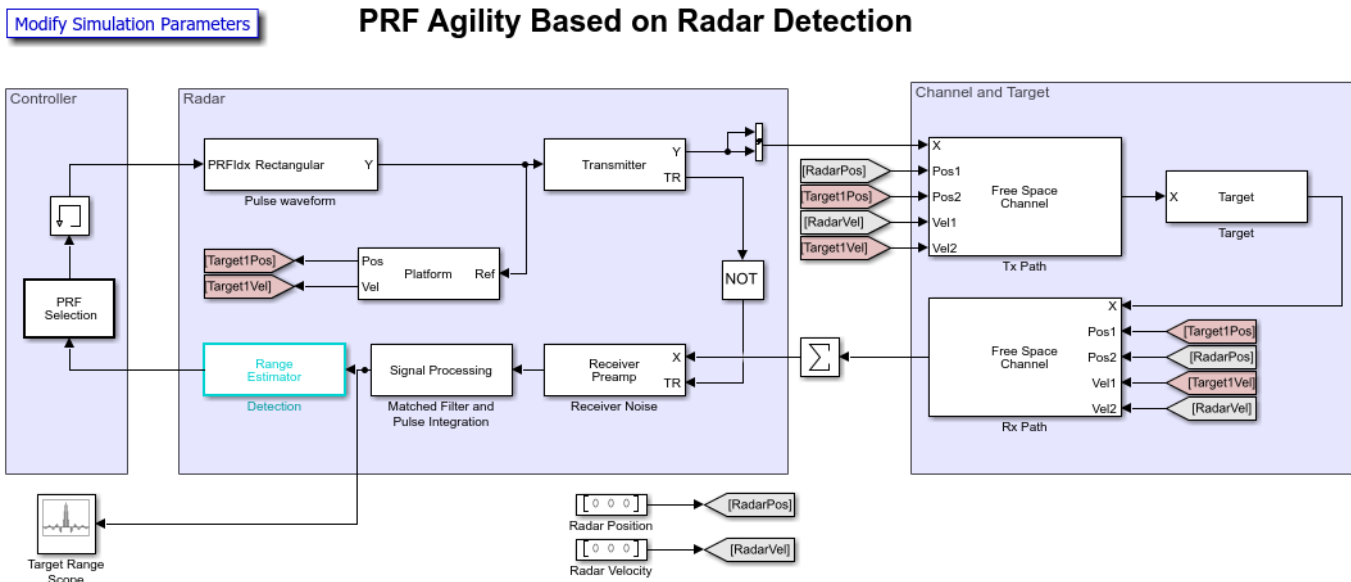 Modify Simulation Parameters
PRF Agility Based on Radar Detection
Controller
PRF
Selection
Radar
PRFIdx Rectangular Y
Pulse waveform
Transmitter
Y
TR
[Target1Pos]
[Target1Vel]
Pos
Vel
Platform
Ref
NOT
Range
Estimator
Detection
Signal Processing
Matched Filter and
Pulse Integration
Receiver
Preamp
X
TR
Receiver Noise
Σ
Channel and Target
[RadarPos]
[Target1Pos]
[RadarVel]
[Target1Vel]
X
Pos1
Pos2
Vel1
Vel2
Free Space
Channel
Tx Path
X
Target
Target
X
Pos1
Pos2
Vel1
Vel2
Free Space
Channel
Rx Path
[Target1Pos]
[RadarPos]
[Target1Vel]
[RadarVel]
Target Range
Scope
[ 0 0 0 ]
Radar Position
[RadarPos]
[ 0 0 0 ]
Radar Velocity
[RadarVel]